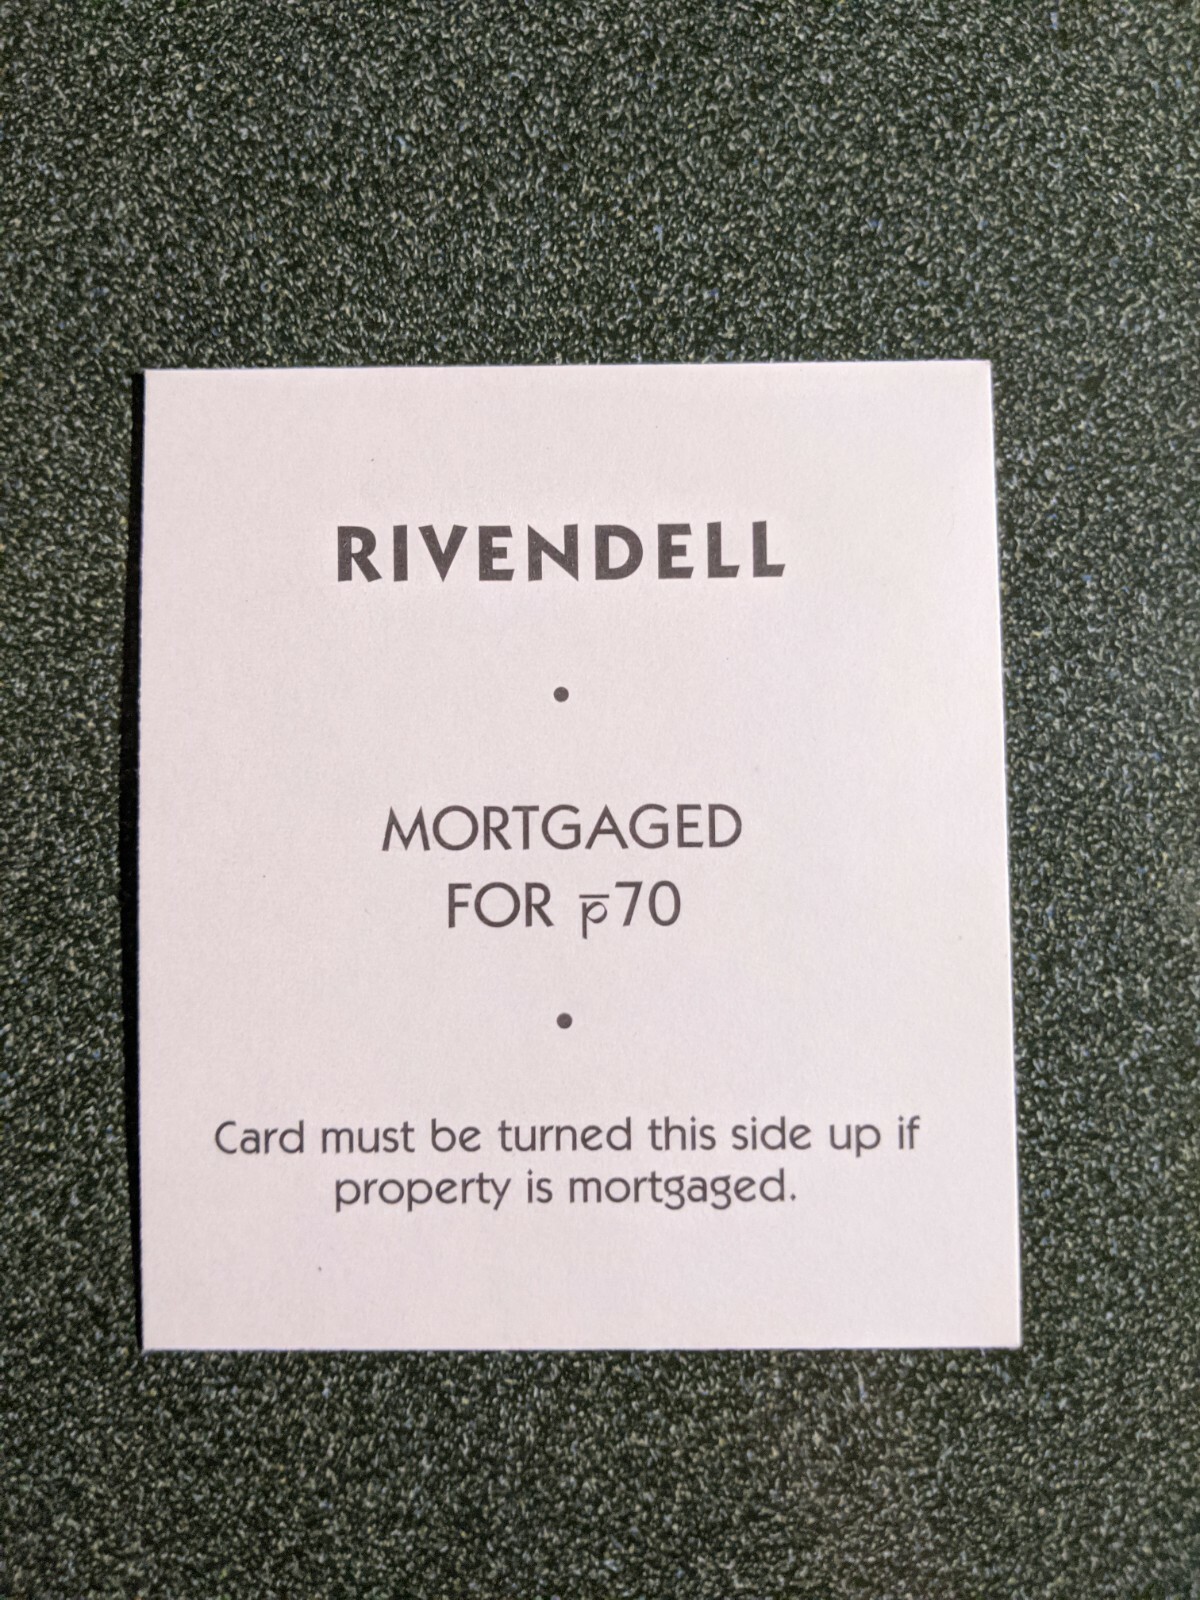 RIVENDELL
•
MORTGAGED
FOR p̅70
•
Card must be turned this side up if
property is mortgaged.